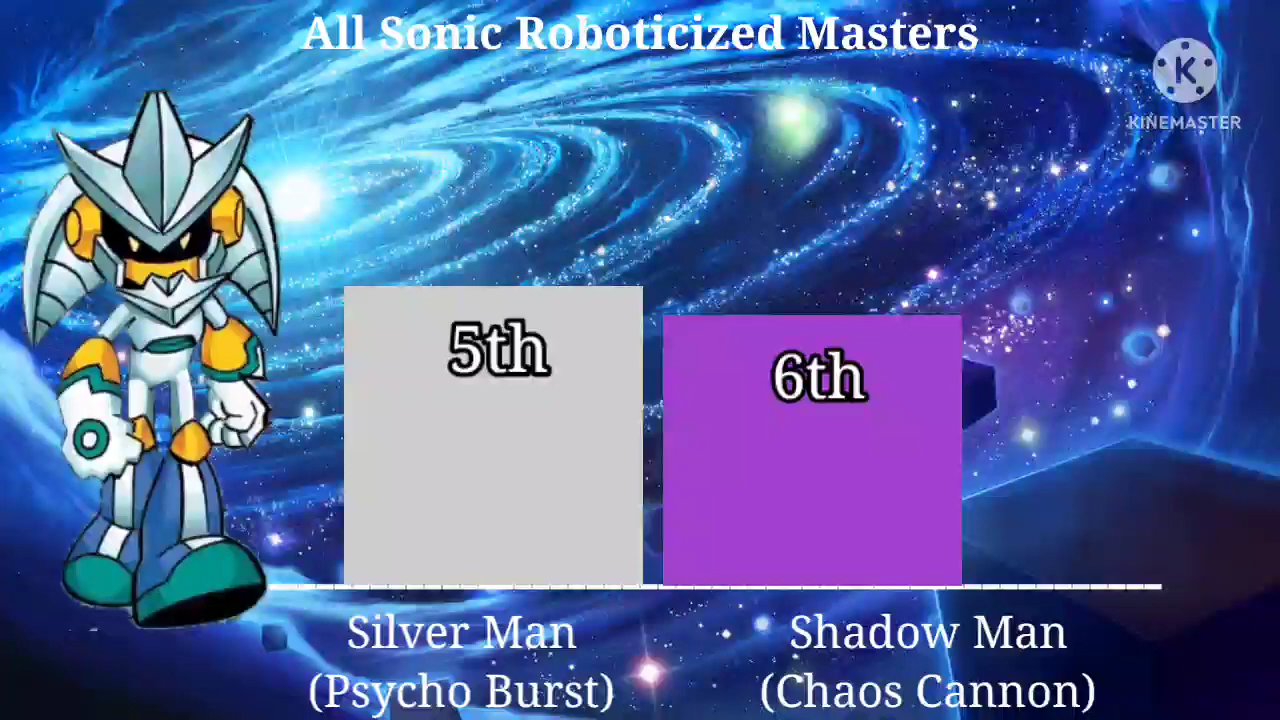 All Sonic Roboticized Masters
K
KINEMASTER
5th
6th
Silver Man
(Psycho Burst)
Shadow Man
(Chaos Cannon)